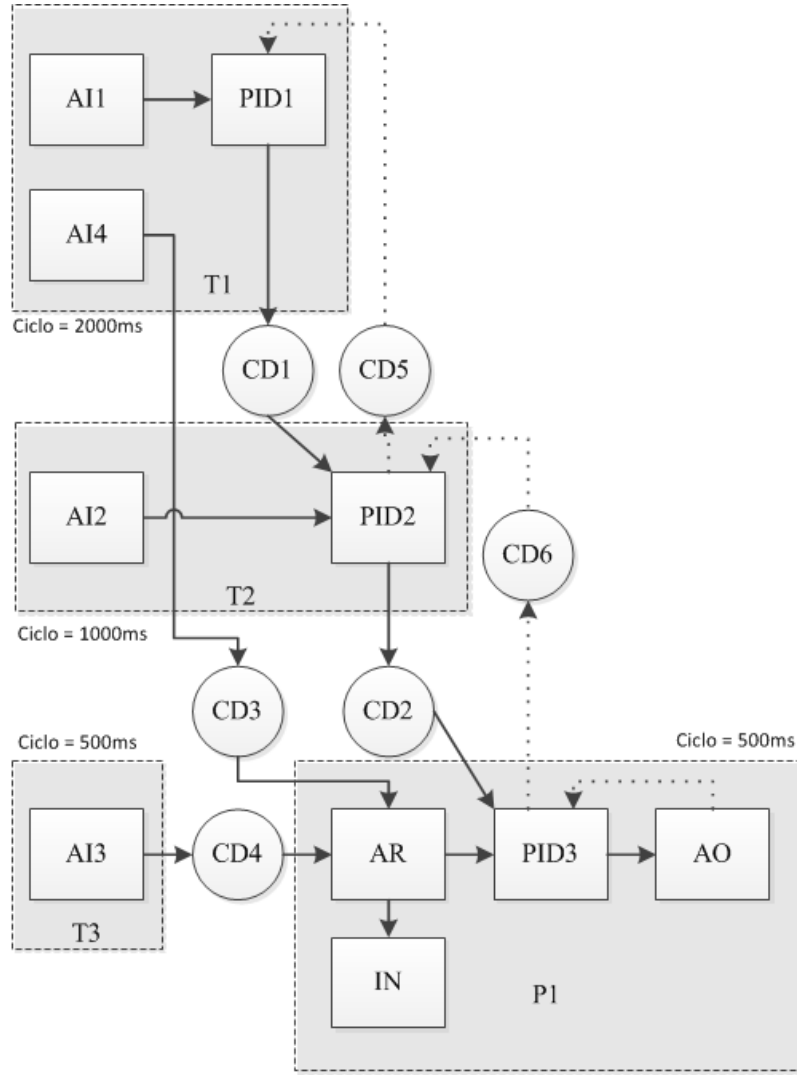 AI1
PID1
AI4
T1
Ciclo = 2000ms
CD1
CD5
AI2
PID2
CD6
T2
Ciclo = 1000ms
CD3
CD2
Ciclo = 500ms
Ciclo = 500ms
AI3
CD4
AR
PID3
AO
T3
IN
P1